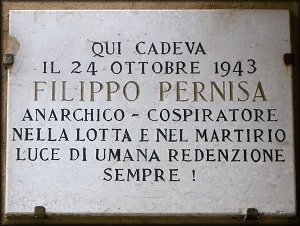 QUI CADEVA
IL 24 OTTOBRE 1943
FILIPPO PERNISA
ANARCHICO - COSPIRATORE
NELLA LOTTA E NEL MARTIRIO
LUCE DI UMANA REDENZIONE
SEMPRE !